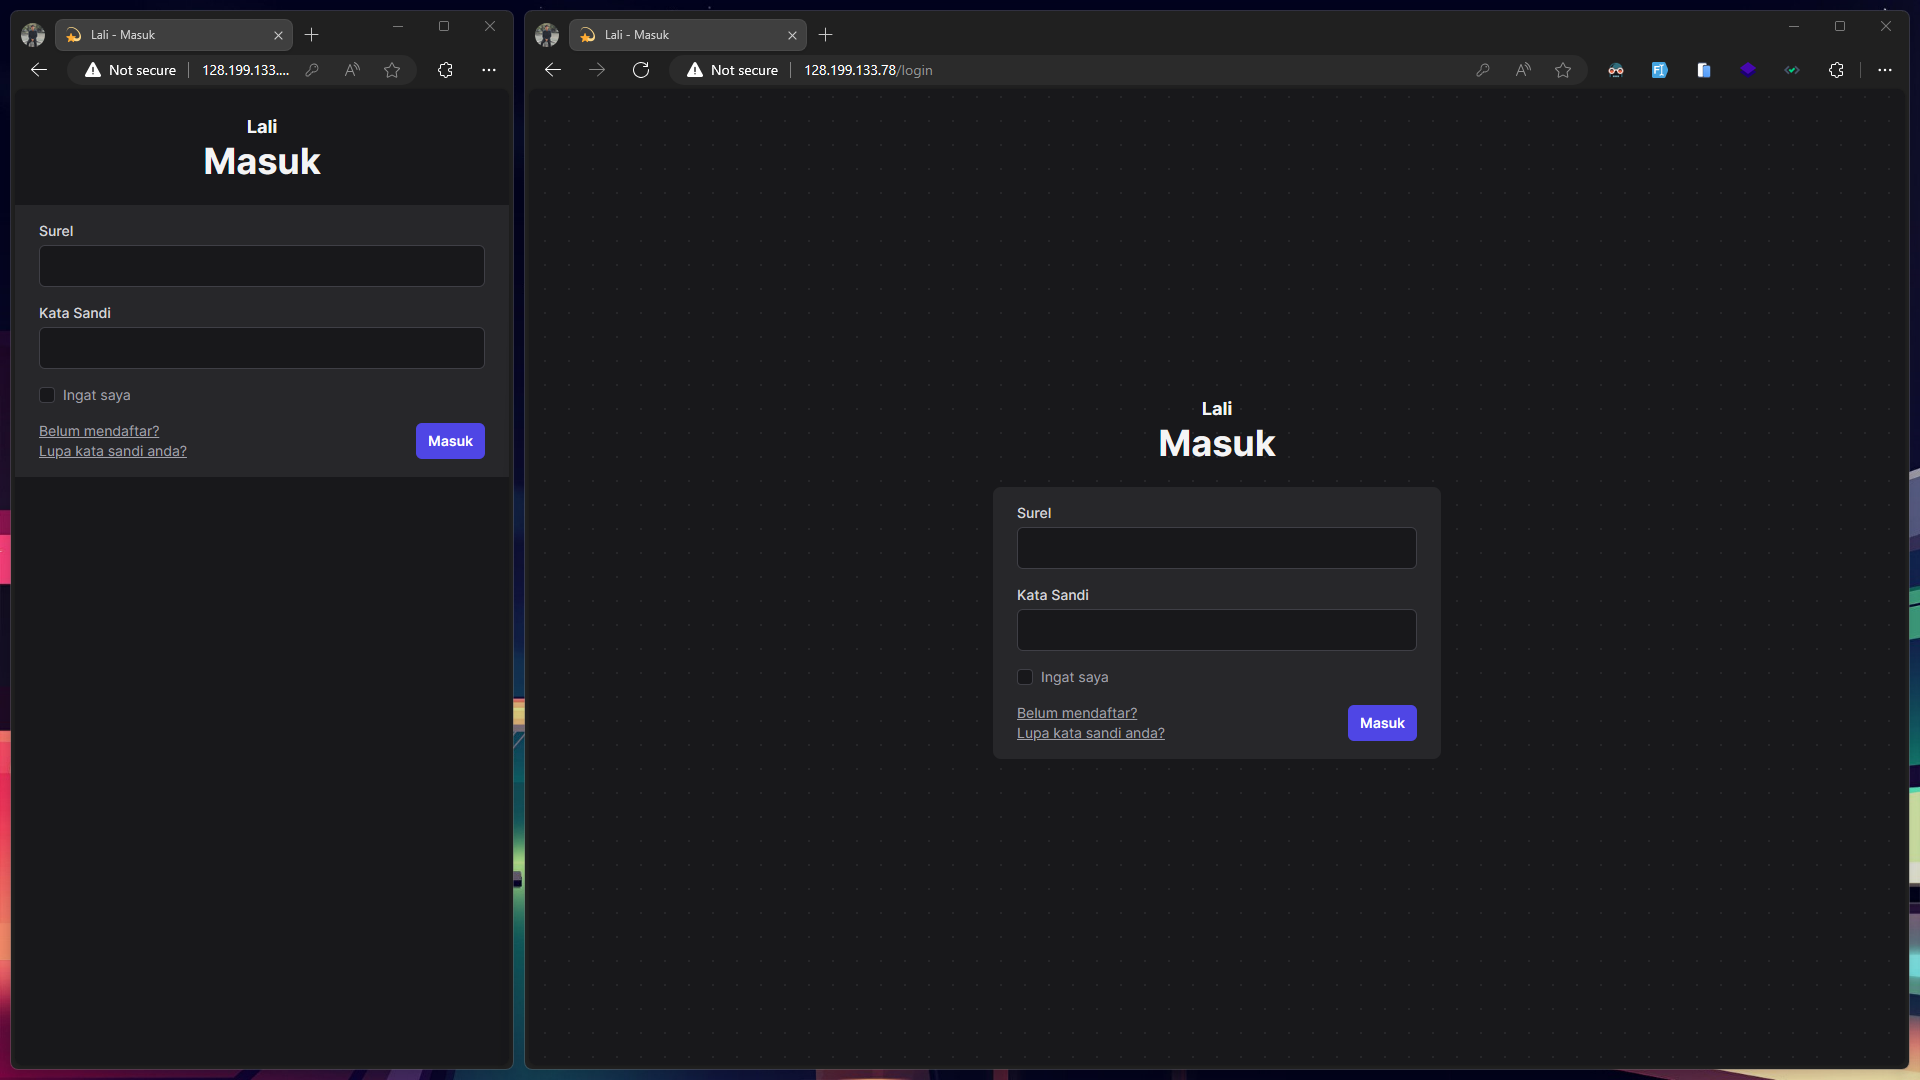 Lali - Masuk
Not secure
128.199.133....
Lali
Masuk
Surel
Kata Sandi
Ingat saya
Belum mendaftar?
Lupa kata sandi anda?
Masuk
Lali - Masuk
Not secure
128.199.133.78/login
Lali
Masuk
Surel
Kata Sandi
Ingat saya
Belum mendaftar?
Lupa kata sandi anda?
Masuk